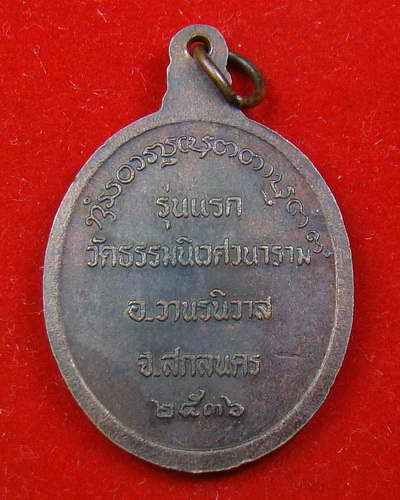 รุ่นแรก
วัดธรรมนิเวศวนาราม
อ.วานรนิวาส
จ.สกลนคร
๒๕๓๖